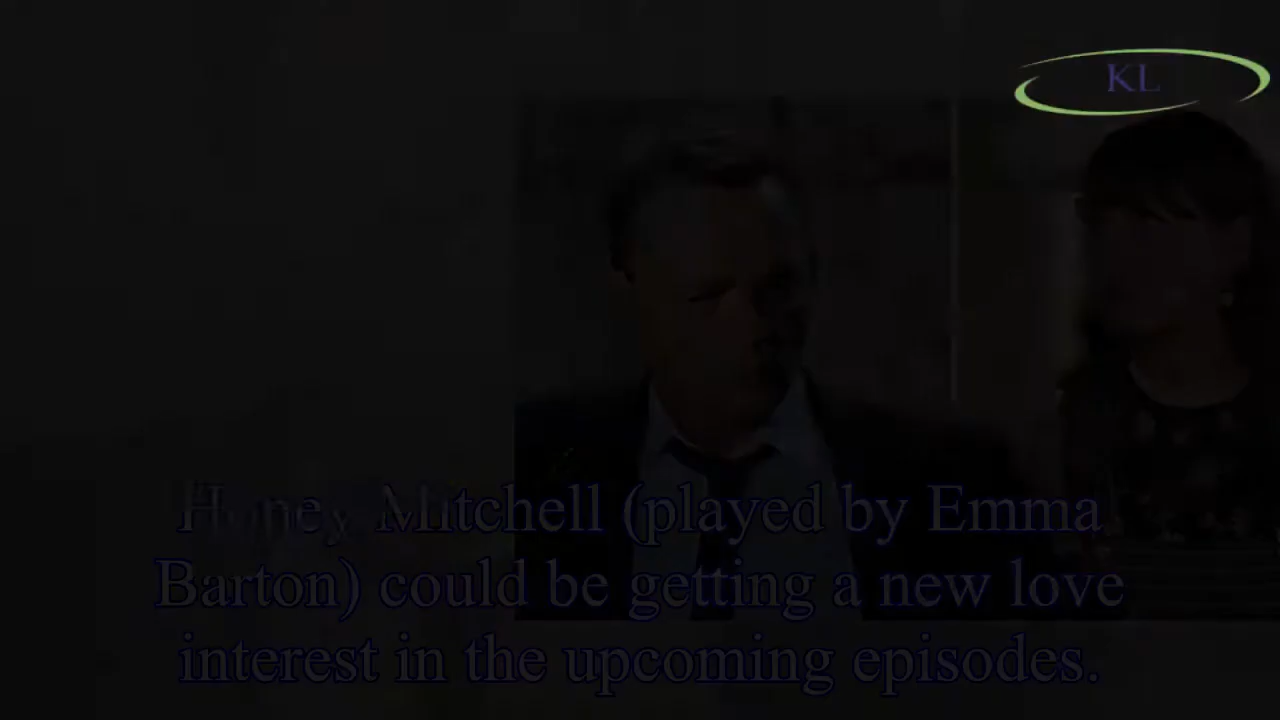 KL
Honey Mitchell (played by Emma
Barton) could be getting a new love
interest in the upcoming episodes.